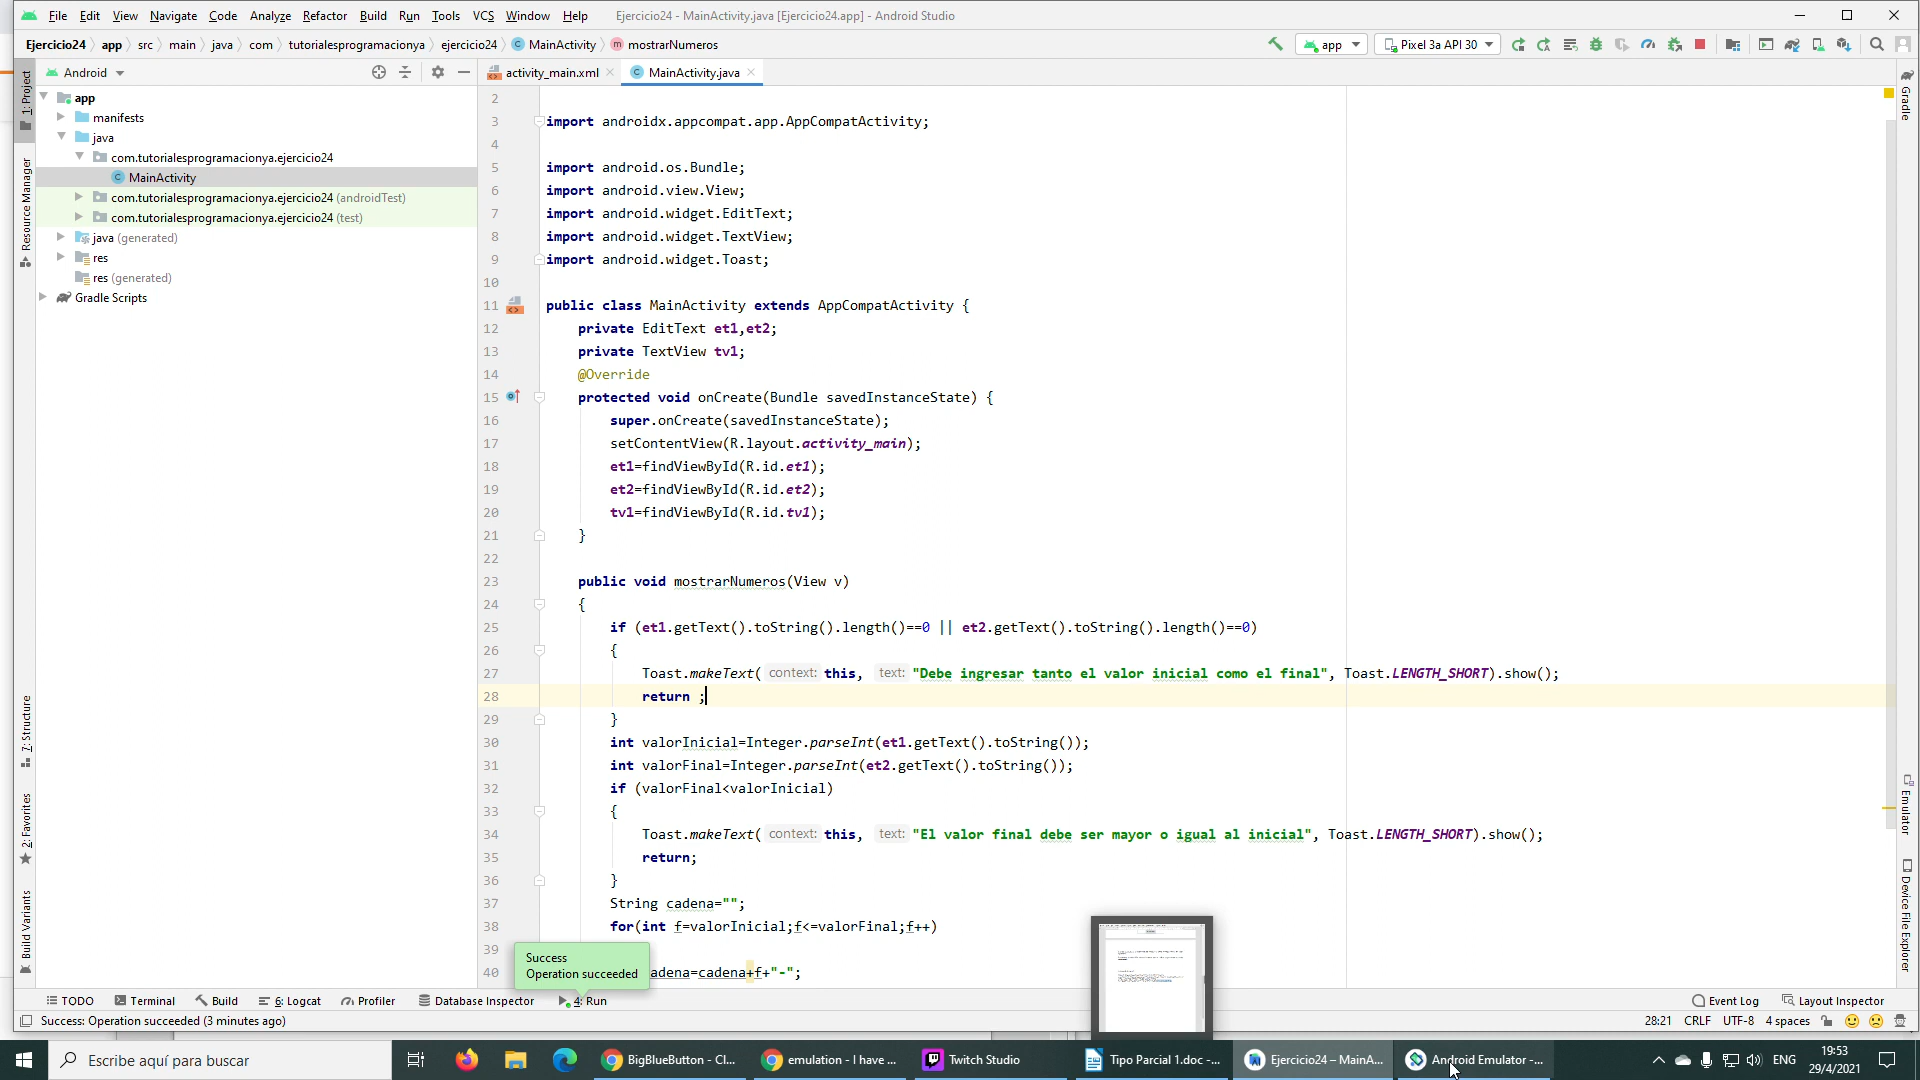 File Edit View Navigate Code Analyze Refactor Build Run Tools VCS Window Help Ejercicio24 - MainActivity.java [Ejercicio24.app] - Android Studio
Ejercicio24 app src main java com tutorialesprogramacionya ejercicio24 MainActivity mostrarNumeros app Pixel 3a API 30
Android activity_main.xml MainActivity.java
1: Project
Resource Manager
7: Structure
2: Favorites
Build Variants
app
manifests
java
com.tutorialesprogramacionya.ejercicio24
MainActivity
com.tutorialesprogramacionya.ejercicio24 (androidTest)
com.tutorialesprogramacionya.ejercicio24 (test)
java (generated)
res
res (generated)
Gradle Scripts
2
3 import androidx.appcompat.app.AppCompatActivity;
4
5 import android.os.Bundle;
6 import android.view.View;
7 import android.widget.EditText;
8 import android.widget.TextView;
9 import android.widget.Toast;
10
11 public class MainActivity extends AppCompatActivity {
12 private EditText et1,et2;
13 private TextView tv1;
14 @Override
15 protected void onCreate(Bundle savedInstanceState) {
16 super.onCreate(savedInstanceState);
17 setContentView(R.layout.activity_main);
18 et1=findViewById(R.id.et1);
19 et2=findViewById(R.id.et2);
20 tv1=findViewById(R.id.tv1);
21 }
22
23 public void mostrarNumeros(View v)
24 {
25 if (et1.getText().toString().length()==0 || et2.getText().toString().length()==0)
26 {
27 Toast.makeText( context: this, text: "Debe ingresar tanto el valor inicial como el final", Toast.LENGTH_SHORT).show();
28 return ;
29 }
30 int valorInicial=Integer.parseInt(et1.getText().toString());
31 int valorFinal=Integer.parseInt(et2.getText().toString());
32 if (valorFinal<valorInicial)
33 {
34 Toast.makeText( context: this, text: "El valor final debe ser mayor o igual al inicial", Toast.LENGTH_SHORT).show();
35 return;
36 }
37 String cadena="";
38 for(int f=valorInicial;f<=valorFinal;f++)
39
40 adena=cadena+f+"-";
Success
Operation succeeded
Gradle
Emulator
Device File Explorer
TODO Terminal Build 6: Logcat Profiler Database Inspector 4: Run Event Log Layout Inspector
Success: Operation succeeded (3 minutes ago) 28:21 CRLF UTF-8 4 spaces
Escribe aquí para buscar BigBlueButton - Cl... emulation - I have ... Twitch Studio Tipo Parcial 1.doc -... Ejercicio24 – MainA... Android Emulator -... ENG 19:53
29/4/2021